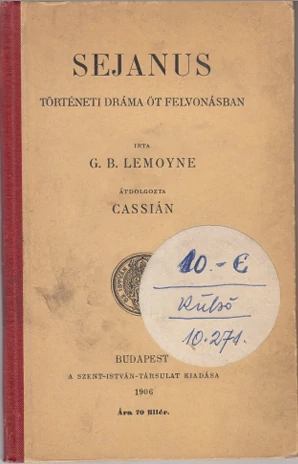 SEJANUS
TÖRTÉNETI DRÁMA ÖT FELVONÁSBAN
IRTA
G. B. LEMOYNE
ÁTDOLGOZTA
CASSIÁN
10.- €
Külső
10.271.
BUDAPEST
A SZENT-ISTVÁN-TÁRSULAT KIADÁSA
1906
Ára 70 fillér.